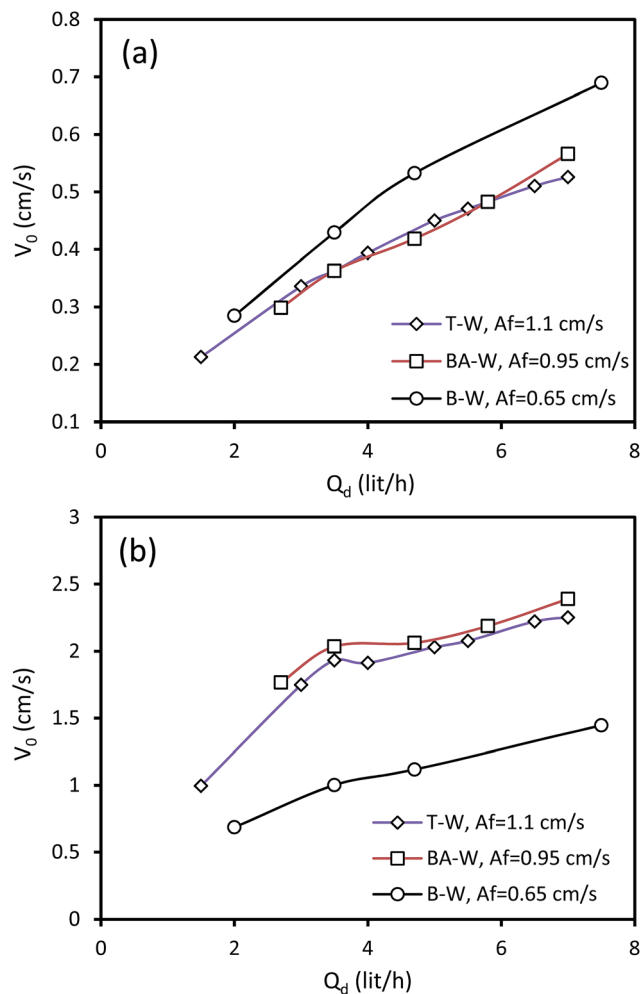 (a)
0.8
0.7
0.6
0.5
0.4
0.3
0.2
0.1
V0 (cm/s)
T-W, Af=1.1 cm/s
BA-W, Af=0.95 cm/s
B-W, Af=0.65 cm/s
0 2 4 6 8
Qd (lit/h)
(b)
3
2.5
2
1.5
1
0.5
0
V0 (cm/s)
T-W, Af=1.1 cm/s
BA-W, Af=0.95 cm/s
B-W, Af=0.65 cm/s
0 2 4 6 8
Qd (lit/h)